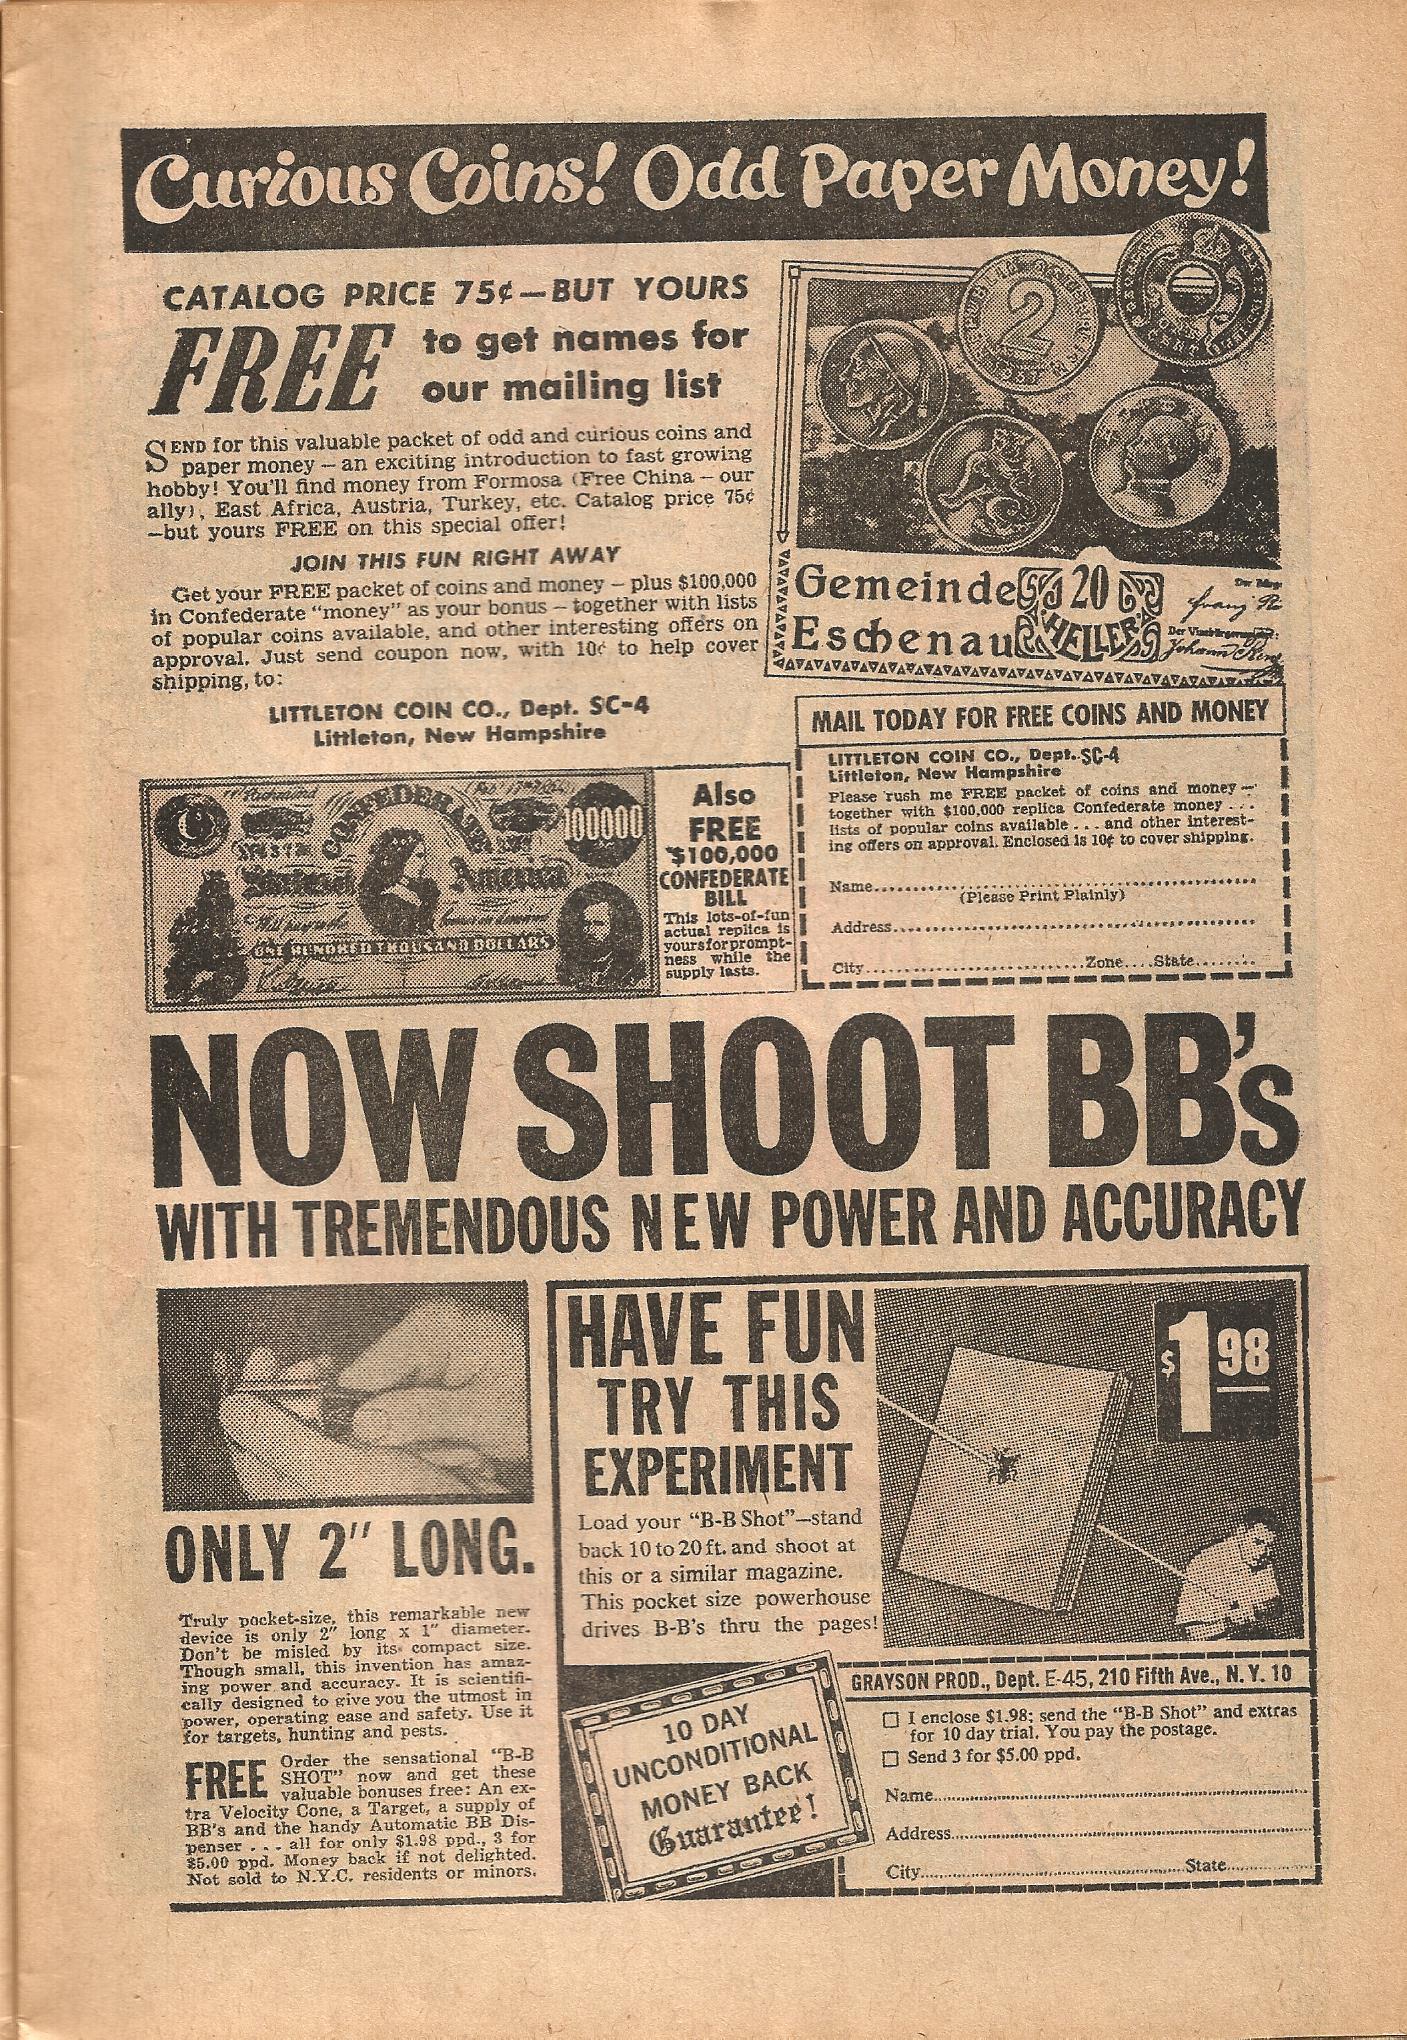 Curious Coins! Odd Paper Money!
CATALOG PRICE 75¢—BUT YOURS
FREE to get names for
our mailing list
SEND for this valuable packet of odd and curious coins and
paper money – an exciting introduction to fast growing
hobby! You'll find money from Formosa (Free China – our
ally), East Africa, Austria, Turkey, etc. Catalog price 75¢
–but yours FREE on this special offer!
JOIN THIS FUN RIGHT AWAY
Get your FREE packet of coins and money – plus $100,000
in Confederate "money" as your bonus – together with lists
of popular coins available, and other interesting offers on
approval. Just send coupon now, with 10¢ to help cover
shipping, to:
LITTLETON COIN CO., Dept. SC-4
Littleton, New Hampshire
2
Gemeinde 20
Eschenau HELLER
MAIL TODAY FOR FREE COINS AND MONEY
LITTLETON COIN CO., Dept. SC-4
Littleton, New Hampshire
Please rush me FREE packet of coins and money –
together with $100,000 replica Confederate money . . .
lists of popular coins available . . . and other interest-
ing offers on approval. Enclosed is 10¢ to cover shipping.
Name
(Please Print Plainly)
Address
City Zone State
Richmond
100000
America
ONE HUNDRED THOUSAND DOLLARS
Also
FREE
$100,000
CONFEDERATE
BILL
This lots-of-fun
actual replica is
yours for prompt-
ness while the
supply lasts.
NOW SHOOT BB's
WITH TREMENDOUS NEW POWER AND ACCURACY
ONLY 2" LONG.
Truly pocket-size, this remarkable new
device is only 2" long x 1" diameter.
Don't be misled by its compact size.
Though small, this invention has amaz-
ing power and accuracy. It is scientifi-
cally designed to give you the utmost in
power, operating ease and safety. Use it
for targets, hunting and pests.
FREE Order the sensational "B-B
SHOT" now and get these
valuable bonuses free: An ex-
tra Velocity Cone, a Target, a supply of
BB's and the handy Automatic BB Dis-
penser . . . all for only $1.98 ppd., 3 for
$5.00 ppd. Money back if not delighted.
Not sold to N.Y.C. residents or minors.
HAVE FUN
TRY THIS
EXPERIMENT
Load your "B-B Shot"—stand
back 10 to 20 ft. and shoot at
this or a similar magazine.
This pocket size powerhouse
drives B-B's thru the pages!
$1 98
10 DAY
UNCONDITIONAL
MONEY BACK
Guarantee!
GRAYSON PROD., Dept. E-45, 210 Fifth Ave., N. Y. 10
I enclose $1.98; send the "B-B Shot" and extras
for 10 day trial. You pay the postage.
Send 3 for $5.00 ppd.
Name
Address
City State